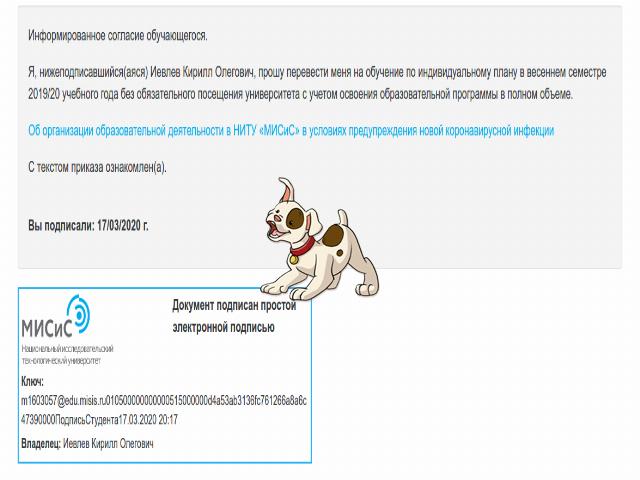 Информированное согласие обучающегося.
Я, нижеподписавшийся(аяся) Иевлев Кирилл Олегович, прошу перевести меня на обучение по индивидуальному плану в весеннем семестре
2019/20 учебного года без обязательного посещения университета с учетом освоения образовательной программы в полном объеме.
Об организации образовательной деятельности в НИТУ «МИСиС» в условиях предупреждения новой коронавирусной инфекции
С текстом приказа ознакомлен(а).
Вы подписали: 17/03/2020 г.
МИСиС
Национальный исследовательский
технологический университет
Документ подписан простой
электронной подписью
Ключ:
m1603057@edu.misis.ru010500000000000515000000d4a53ab3136fc761266a8a6c
47390000ПодписьСтудента17.03.2020 20:17
Владелец: Иевлев Кирилл Олегович